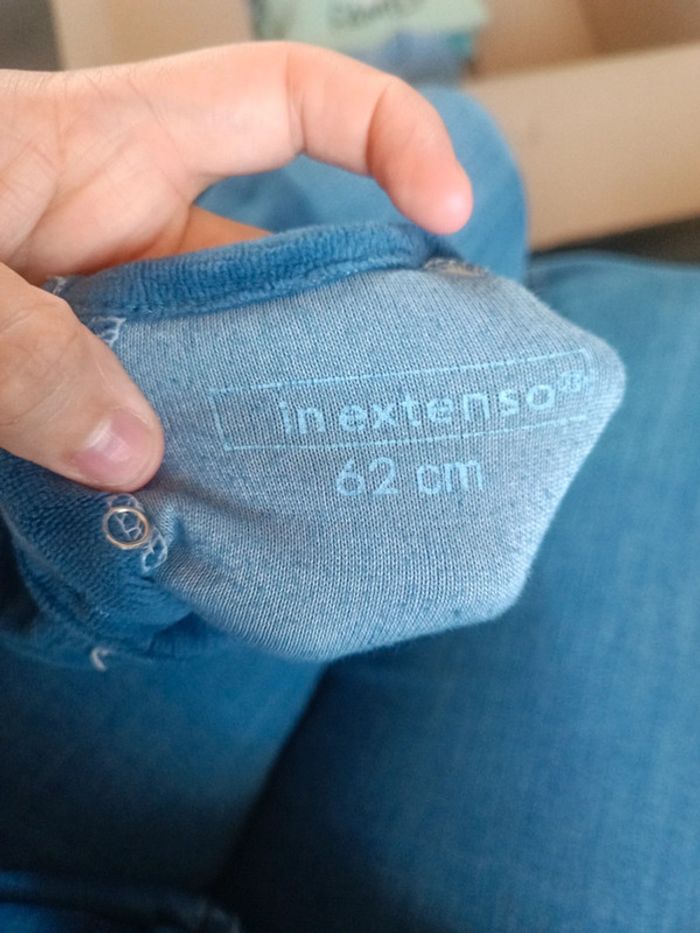 in extenso
62 cm